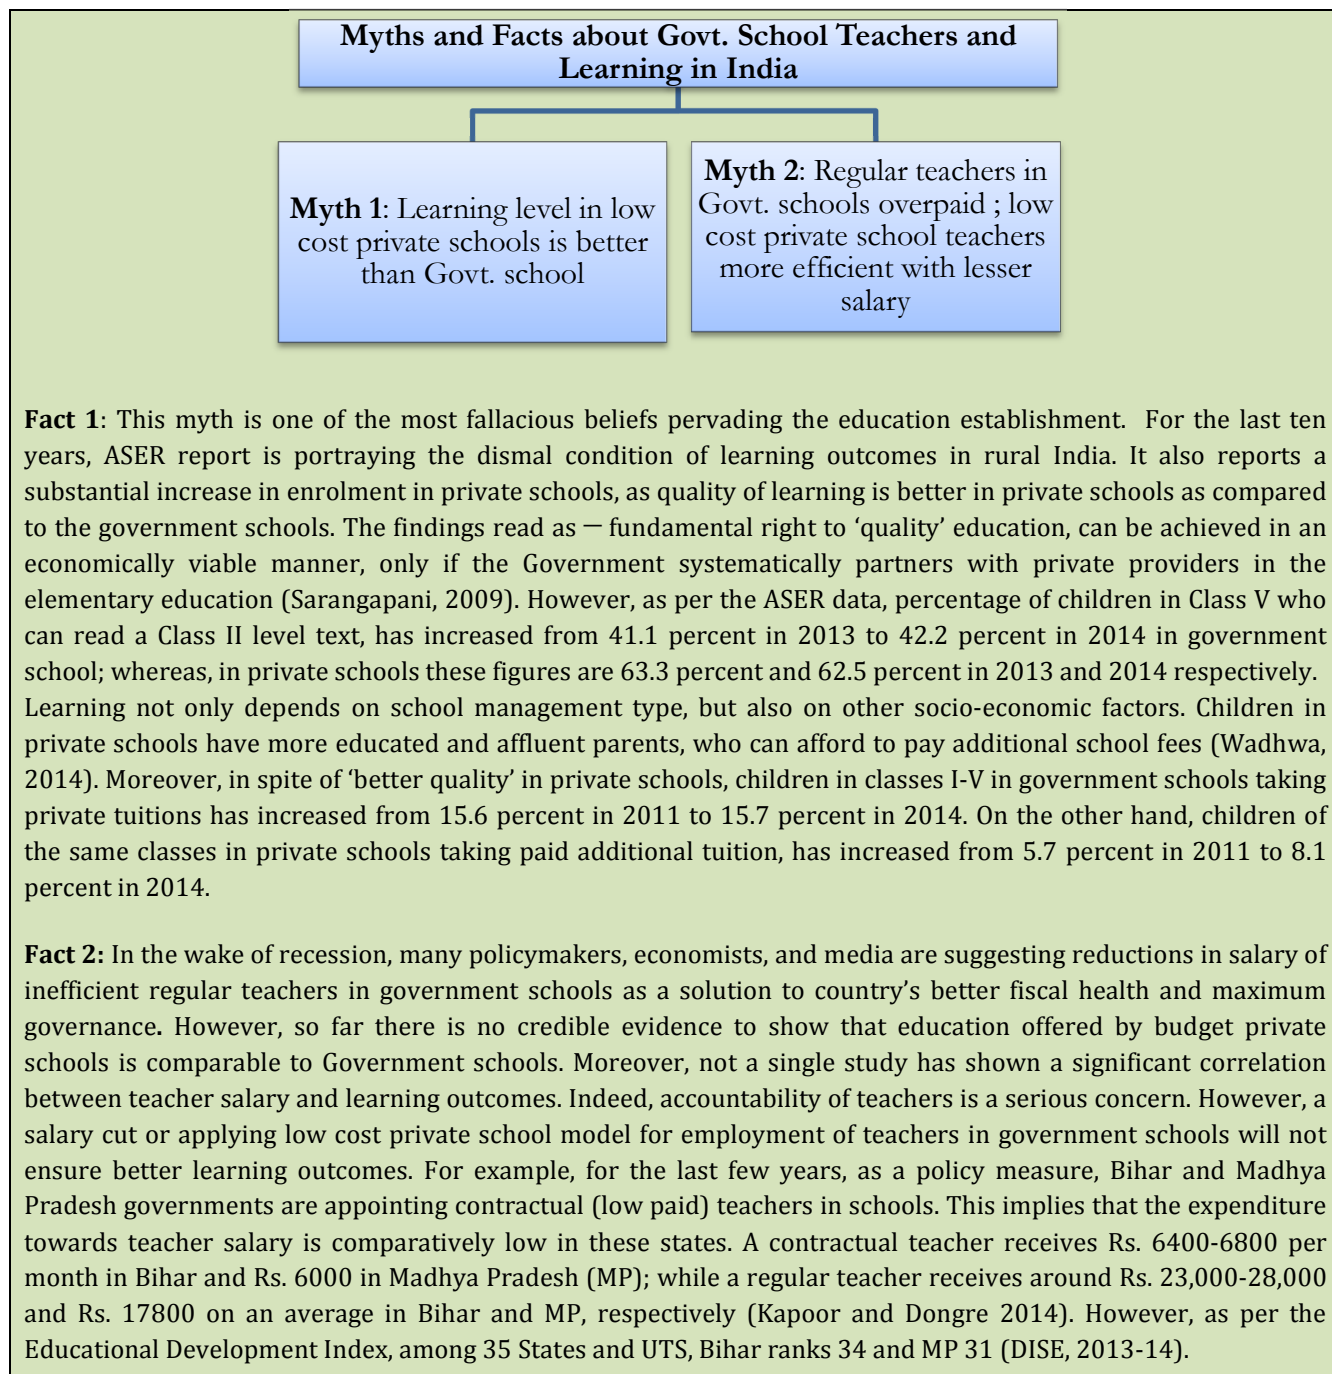 Myths and Facts about Govt. School Teachers and
Learning in India
Myth 1: Learning level in low
cost private schools is better
than Govt. school
Myth 2: Regular teachers in
Govt. schools overpaid ; low
cost private school teachers
more efficient with lesser
salary
Fact 1: This myth is one of the most fallacious beliefs pervading the education establishment. For the last ten
years, ASER report is portraying the dismal condition of learning outcomes in rural India. It also reports a
substantial increase in enrolment in private schools, as quality of learning is better in private schools as compared
to the government schools. The findings read as — fundamental right to ‘quality’ education, can be achieved in an
economically viable manner, only if the Government systematically partners with private providers in the
elementary education (Sarangapani, 2009). However, as per the ASER data, percentage of children in Class V who
can read a Class II level text, has increased from 41.1 percent in 2013 to 42.2 percent in 2014 in government
school; whereas, in private schools these figures are 63.3 percent and 62.5 percent in 2013 and 2014 respectively.
Learning not only depends on school management type, but also on other socio-economic factors. Children in
private schools have more educated and affluent parents, who can afford to pay additional school fees (Wadhwa,
2014). Moreover, in spite of ‘better quality’ in private schools, children in classes I-V in government schools taking
private tuitions has increased from 15.6 percent in 2011 to 15.7 percent in 2014. On the other hand, children of
the same classes in private schools taking paid additional tuition, has increased from 5.7 percent in 2011 to 8.1
percent in 2014.
Fact 2: In the wake of recession, many policymakers, economists, and media are suggesting reductions in salary of
inefficient regular teachers in government schools as a solution to country’s better fiscal health and maximum
governance. However, so far there is no credible evidence to show that education offered by budget private
schools is comparable to Government schools. Moreover, not a single study has shown a significant correlation
between teacher salary and learning outcomes. Indeed, accountability of teachers is a serious concern. However, a
salary cut or applying low cost private school model for employment of teachers in government schools will not
ensure better learning outcomes. For example, for the last few years, as a policy measure, Bihar and Madhya
Pradesh governments are appointing contractual (low paid) teachers in schools. This implies that the expenditure
towards teacher salary is comparatively low in these states. A contractual teacher receives Rs. 6400-6800 per
month in Bihar and Rs. 6000 in Madhya Pradesh (MP); while a regular teacher receives around Rs. 23,000-28,000
and Rs. 17800 on an average in Bihar and MP, respectively (Kapoor and Dongre 2014). However, as per the
Educational Development Index, among 35 States and UTS, Bihar ranks 34 and MP 31 (DISE, 2013-14).